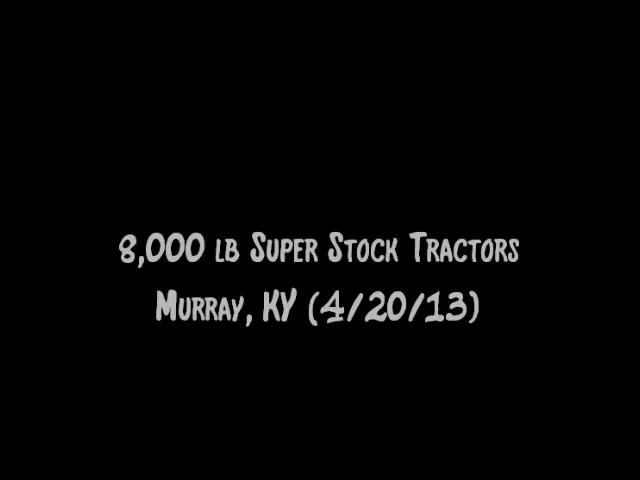 8,000 lb Super Stock Tractors
Murray, KY (4/20/13)